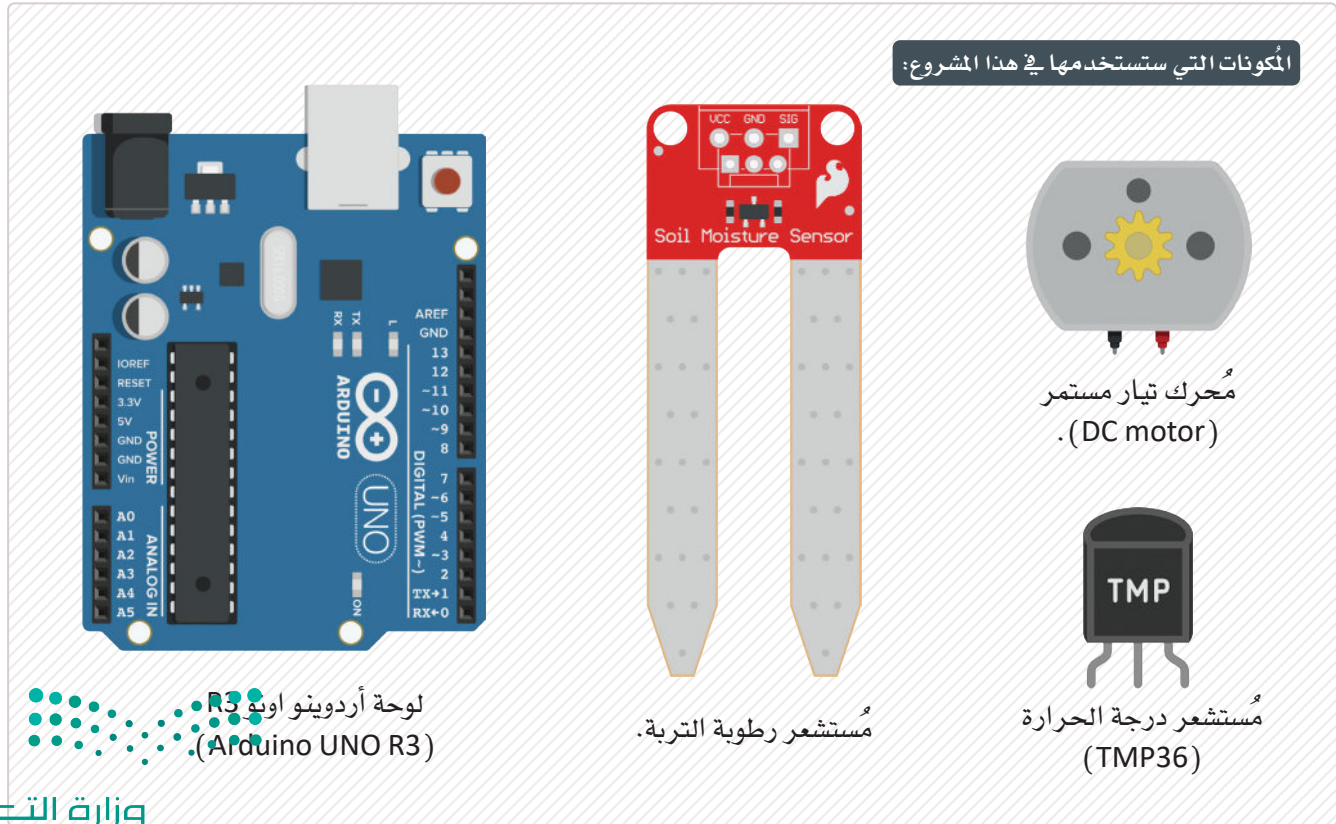 المُكونات التي ستستخدمها في هذا المشروع:
VCC GND SIG
Soil Moisture Sensor
AREF
GND
13
12
~11
~10
~9
8
7
~6
~5
4
~3
2
TX→1
RX←0
DIGITAL (PWM~)
L
TX
RX
ARDUINO
UNO
ON
IOREF
RESET
3.3V
5V
GND
GND
Vin
POWER
A0
A1
A2
A3
A4
A5
ANALOG IN
مُحرك تيار مستمر
(DC motor).
TMP
مُستشعر درجة الحرارة
(TMP36)
مُستشعر رطوبة التربة.
لوحة أردوينو اونو R3
(Arduino UNO R3).
وزارة التـ